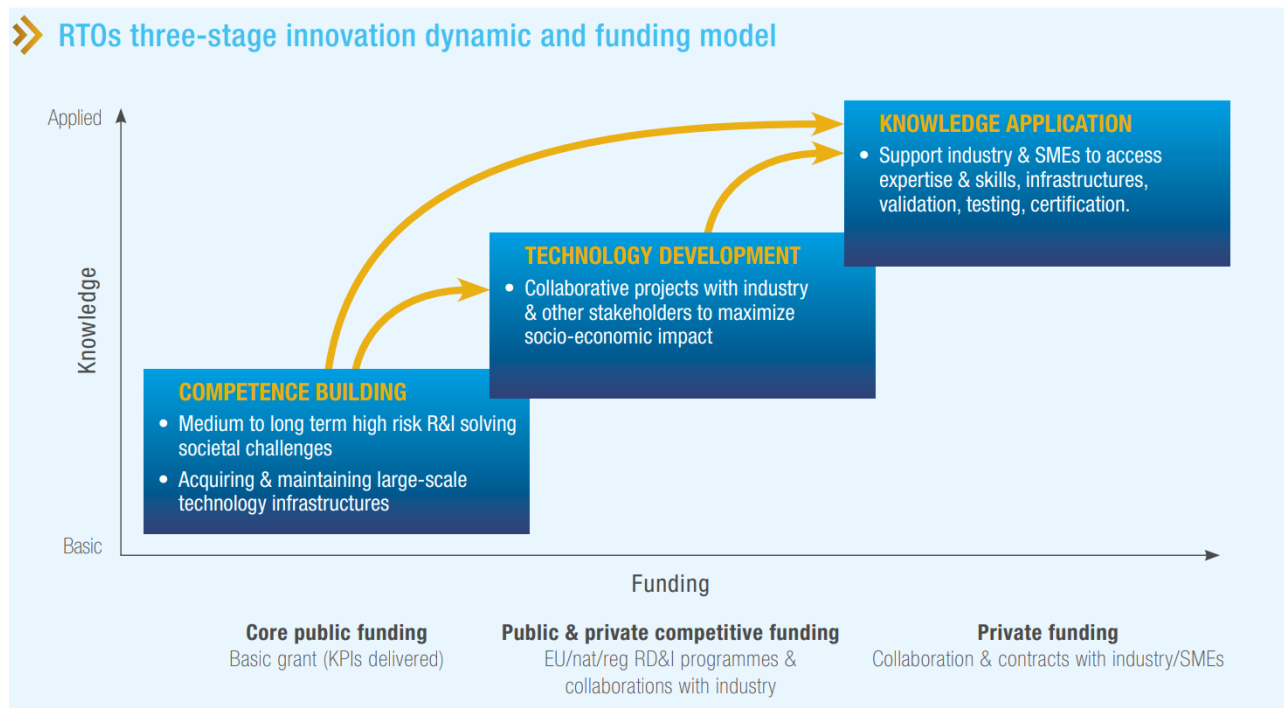 RTOs three-stage innovation dynamic and funding model
Applied
KNOWLEDGE APPLICATION
• Support industry & SMEs to access
expertise & skills, infrastructures,
validation, testing, certification.
TECHNOLOGY DEVELOPMENT
• Collaborative projects with industry
& other stakeholders to maximize
socio-economic impact
Knowledge
COMPETENCE BUILDING
• Medium to long term high risk R&I solving
societal challenges
• Acquiring & maintaining large-scale
technology infrastructures
Basic
Funding
Core public funding
Basic grant (KPIs delivered)
Public & private competitive funding
EU/nat/reg RD&I programmes &
collaborations with industry
Private funding
Collaboration & contracts with industry/SMEs